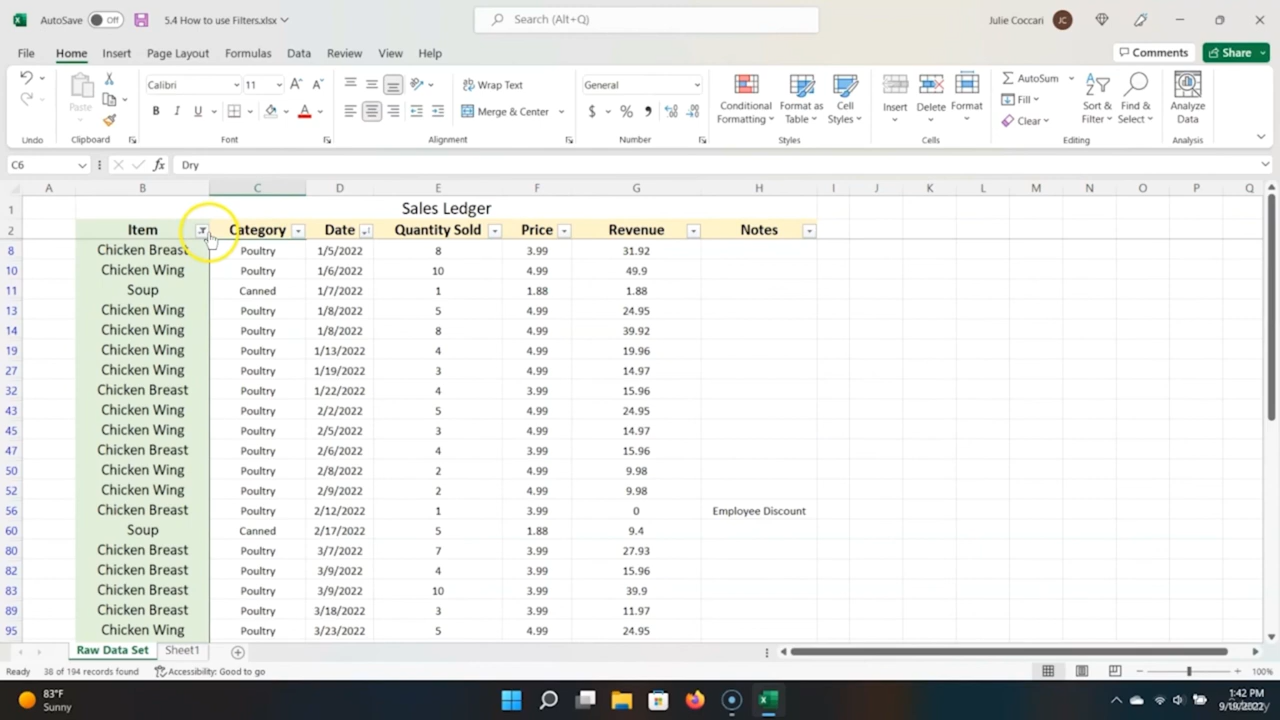 AutoSave Off 5.4 How to use Filters.xlsx Search (Alt+Q) Julie Coccari JC
File Home Insert Page Layout Formulas Data Review View Help Comments Share
Calibri 11 Wrap Text General AutoSum
Paste B I U Merge & Center $ % Conditional Formatting Format as Table Cell Styles Insert Delete Format Fill Clear Sort & Filter Find & Select Analyze Data
Undo Clipboard Font Alignment Number Styles Cells Editing Analysis
C6 fx Dry
A B C D E F G H I J K L M N O P Q
1 Sales Ledger
2 Item Category Date Quantity Sold Price Revenue Notes
8 Chicken Breast Poultry 1/5/2022 8 3.99 31.92
10 Chicken Wing Poultry 1/6/2022 10 4.99 49.9
11 Soup Canned 1/7/2022 1 1.88 1.88
13 Chicken Wing Poultry 1/8/2022 5 4.99 24.95
14 Chicken Wing Poultry 1/8/2022 8 4.99 39.92
19 Chicken Wing Poultry 1/13/2022 4 4.99 19.96
27 Chicken Wing Poultry 1/19/2022 3 4.99 14.97
32 Chicken Breast Poultry 1/22/2022 4 3.99 15.96
43 Chicken Wing Poultry 2/2/2022 5 4.99 24.95
45 Chicken Wing Poultry 2/5/2022 3 4.99 14.97
47 Chicken Breast Poultry 2/6/2022 4 3.99 15.96
50 Chicken Wing Poultry 2/8/2022 2 4.99 9.98
52 Chicken Wing Poultry 2/9/2022 2 4.99 9.98
56 Chicken Breast Poultry 2/12/2022 1 3.99 0 Employee Discount
60 Soup Canned 2/17/2022 5 1.88 9.4
80 Chicken Breast Poultry 3/7/2022 7 3.99 27.93
82 Chicken Breast Poultry 3/9/2022 4 3.99 15.96
83 Chicken Breast Poultry 3/9/2022 10 3.99 39.9
89 Chicken Breast Poultry 3/18/2022 3 3.99 11.97
95 Chicken Wing Poultry 3/23/2022 5 4.99 24.95
Raw Data Set Sheet1
Ready 38 of 194 records found Accessibility: Good to go 100%
83°F 1:42 PM
Sunny 9/19/2022